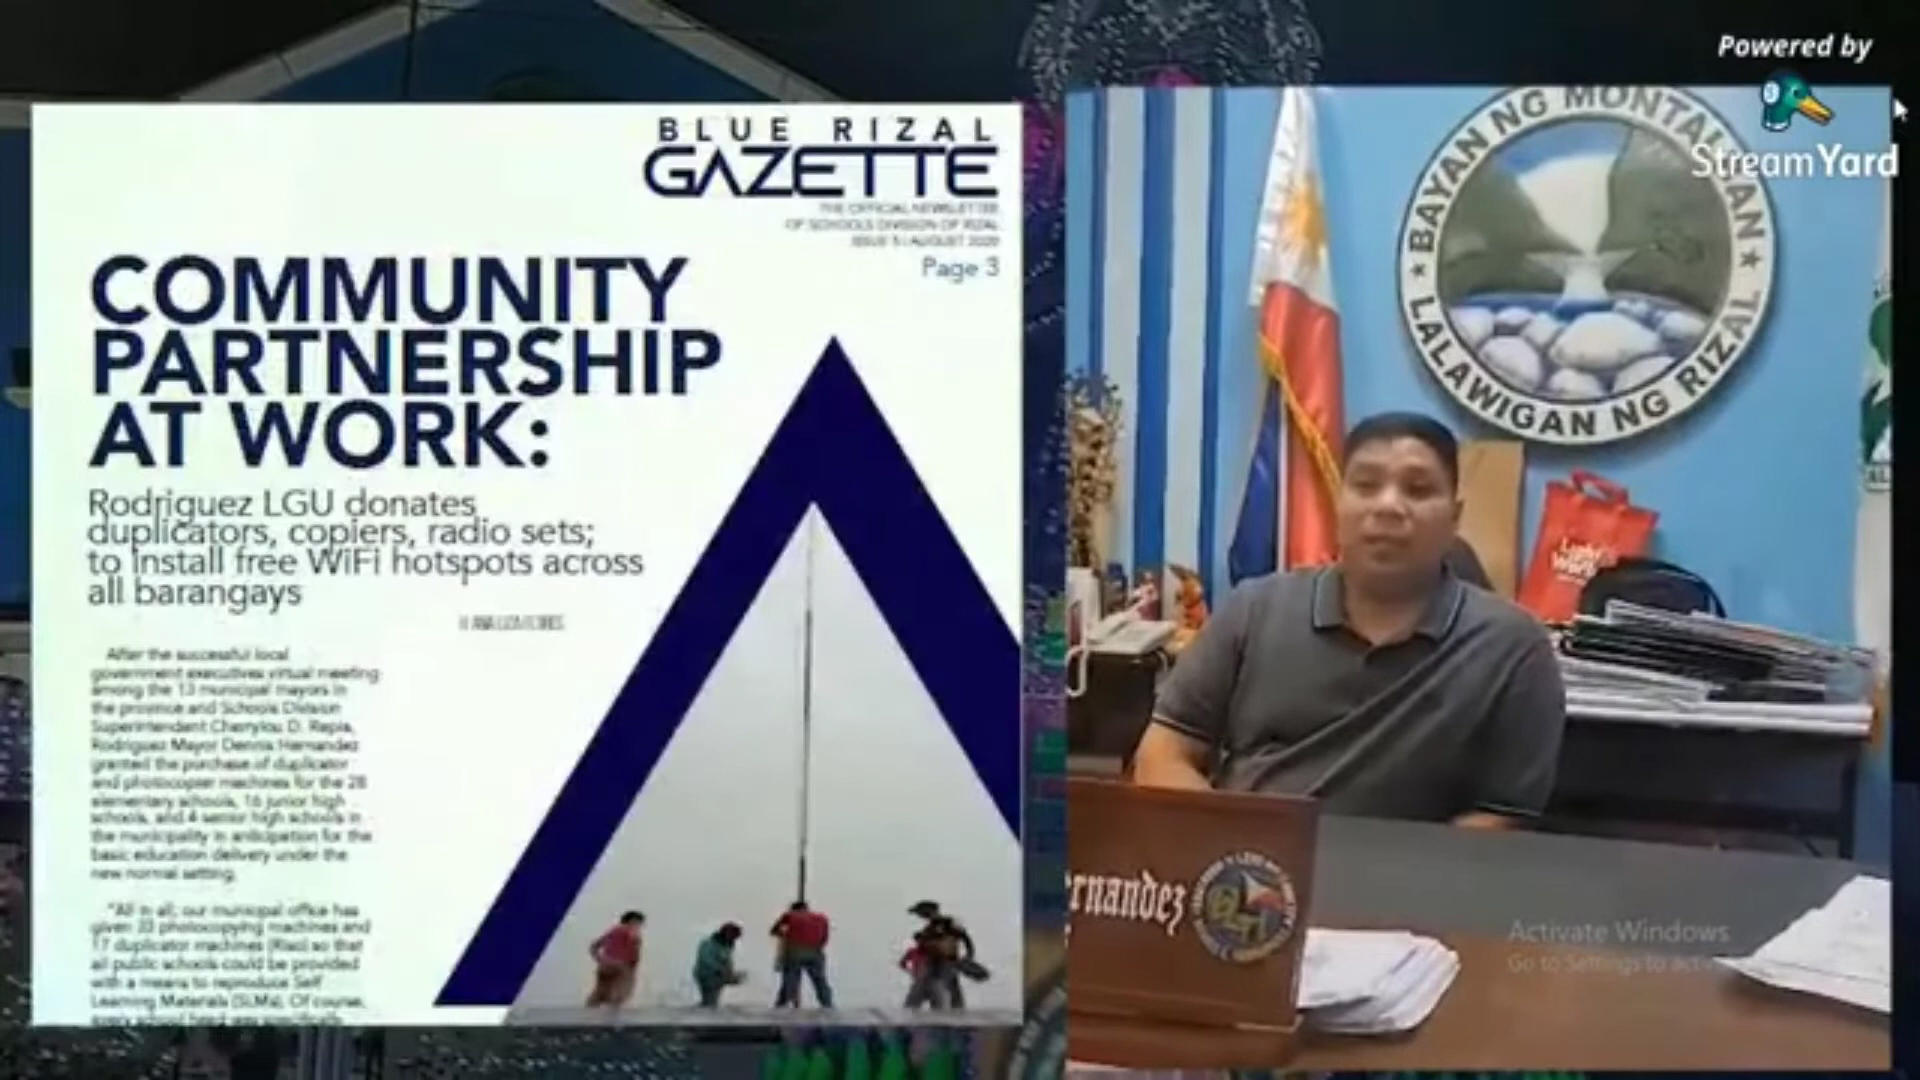 Powered by
StreamYard
BLUE RIZAL
GAZETTE
THE OFFICIAL NEWSLETTER
OF SCHOOLS DIVISION OF RIZAL
ISSUE 5 | AUGUST 2020
Page 3
COMMUNITY
PARTNERSHIP
AT WORK:
Rodriguez LGU donates
duplicators, copiers, radio sets;
to install free WiFi hotspots across
all barangays
After the successful local
government executives virtual meeting
among the 13 municipal mayors in
the province and Schools Division
Superintendent Cherrylou D. Repia,
Rodriguez Mayor Dennis Hernandez
granted the purchase of duplicator
and photocopier machines for the 28
elementary schools, 16 junior high
schools, and 4 senior high schools in
the municipality in anticipation for the
basic education delivery under the
new normal setting.
"All in all, our municipal office has
given 33 photocopying machines and
17 duplicator machines (Riso) so that
all public schools could be provided
with a means to reproduce Self
Learning Materials (SLMs). Of course,
BAYAN NG MONTALBAN
LALAWIGAN NG RIZAL
ernandez
Activate Windows
Go to Settings to